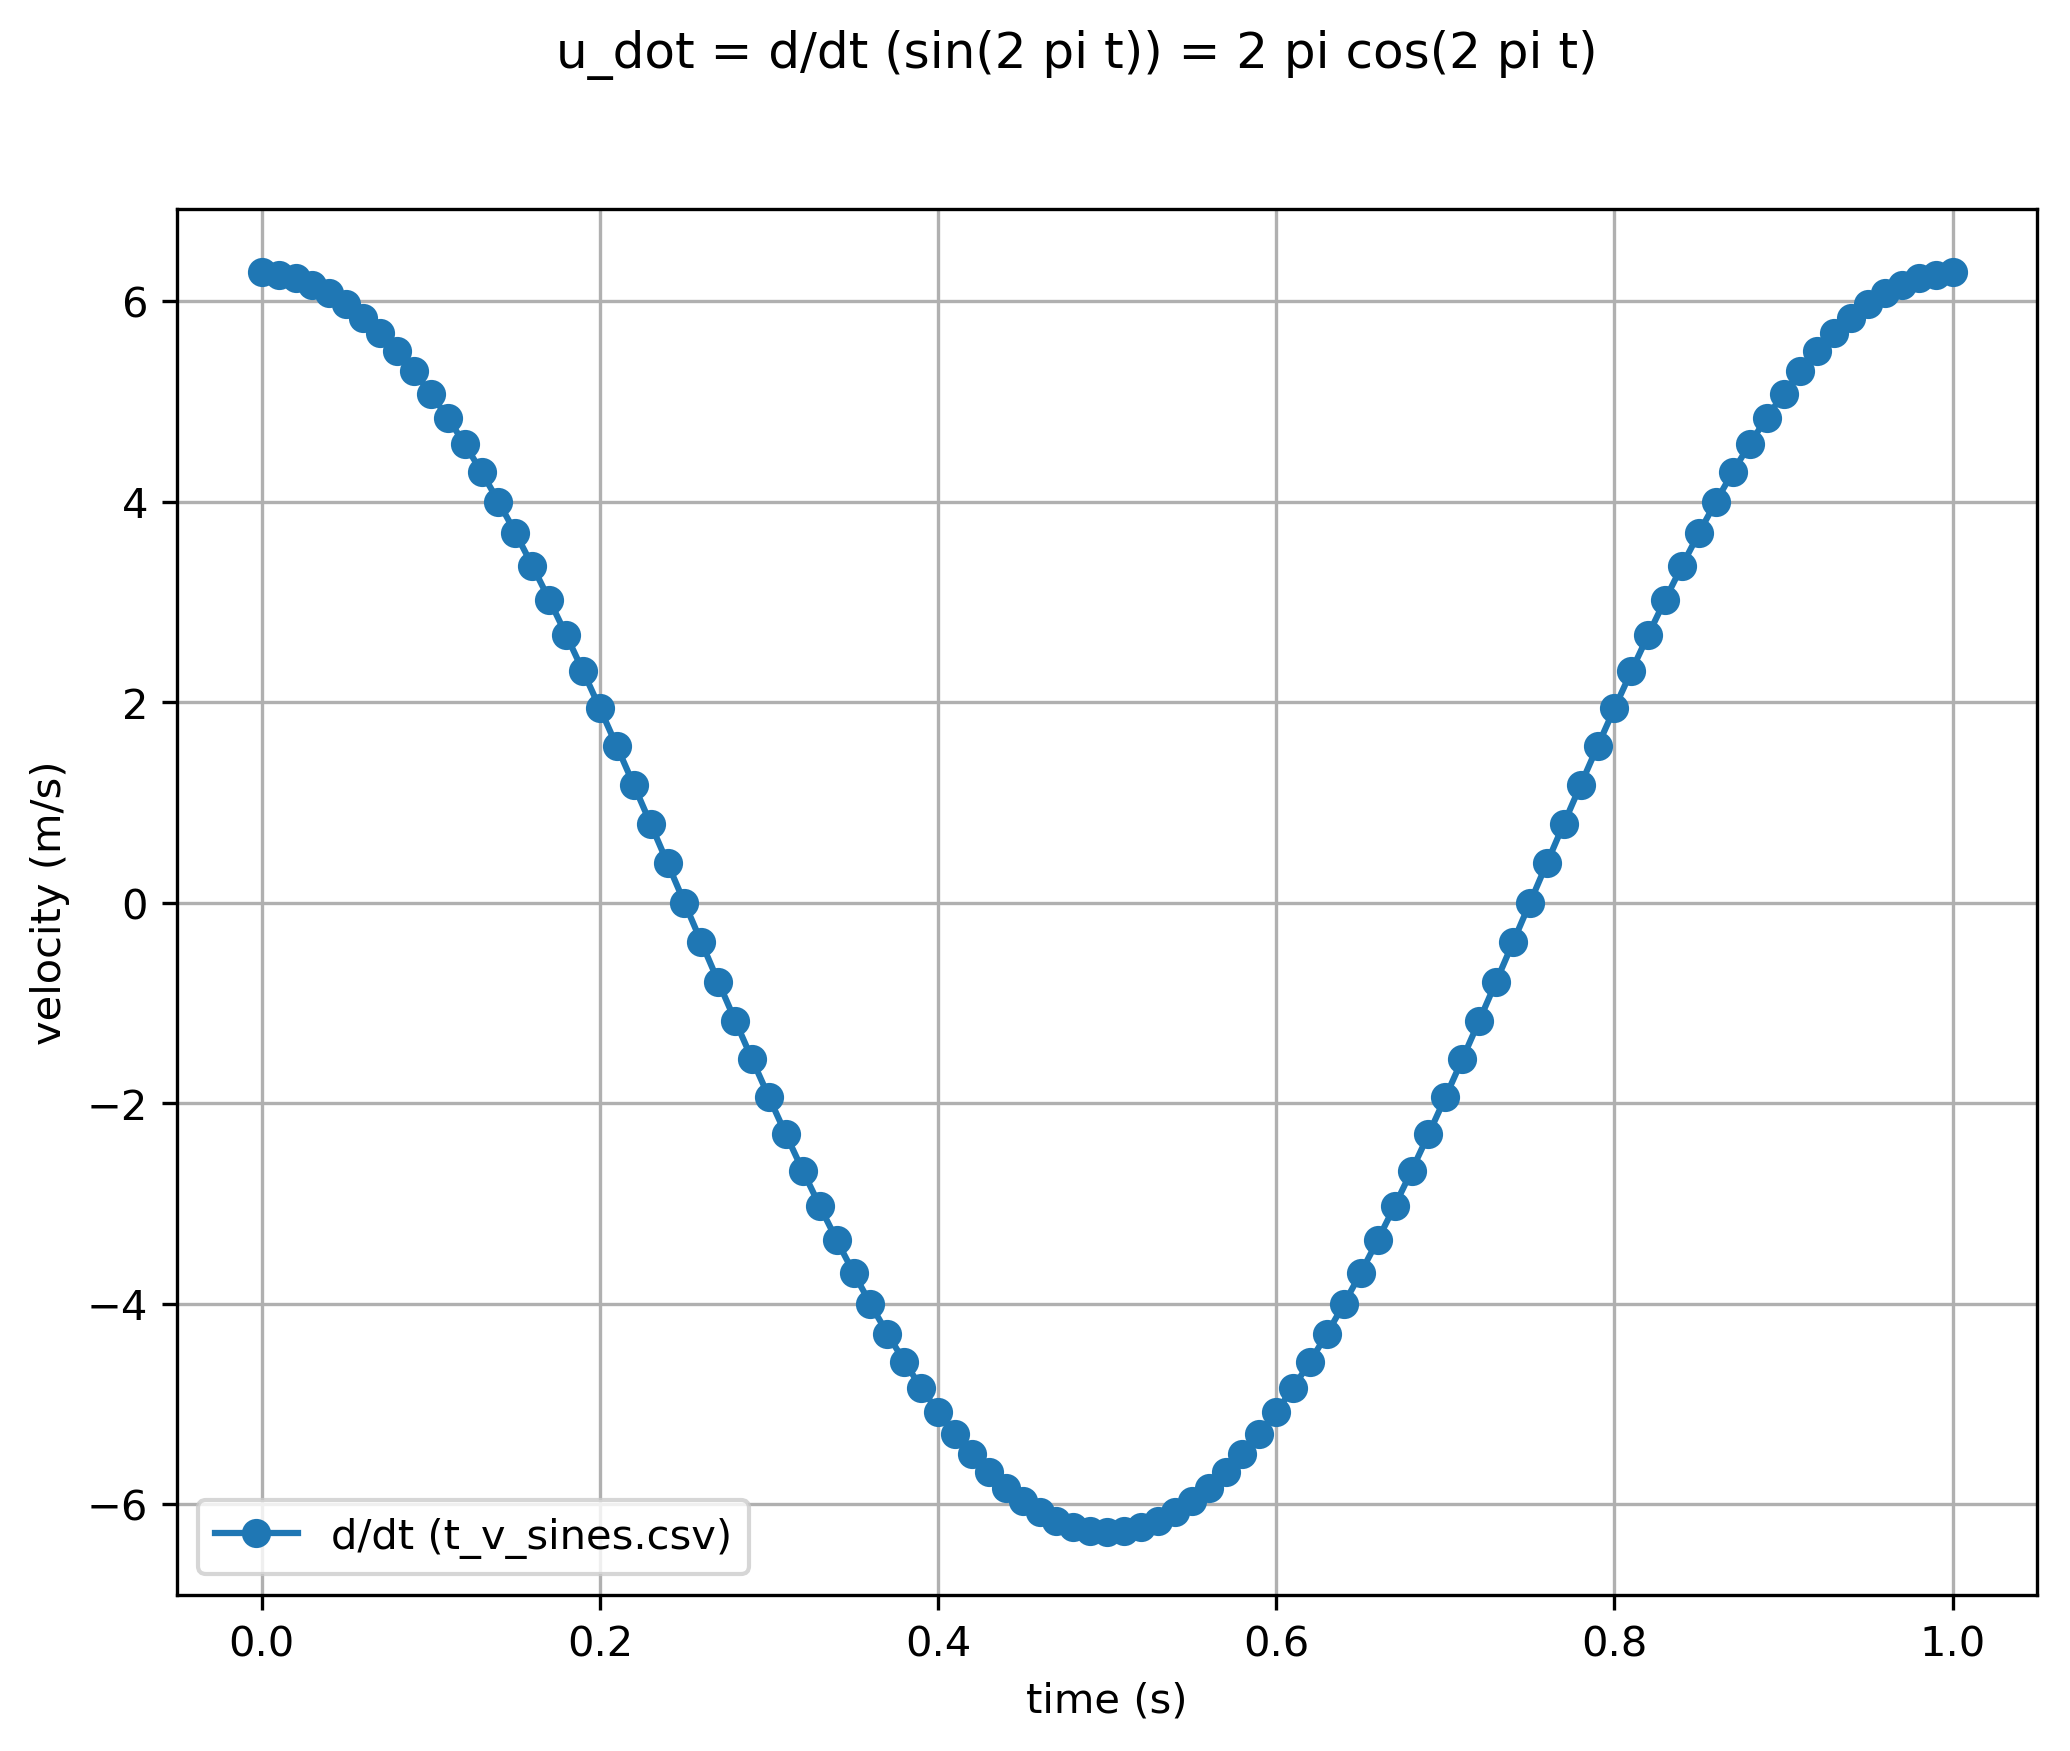 u_dot = d/dt (sin(2 pi t)) = 2 pi cos(2 pi t)
velocity (m/s)
6
4
2
0
−2
−4
−6
d/dt (t_v_sines.csv)
0.0 0.2 0.4 0.6 0.8 1.0
time (s)